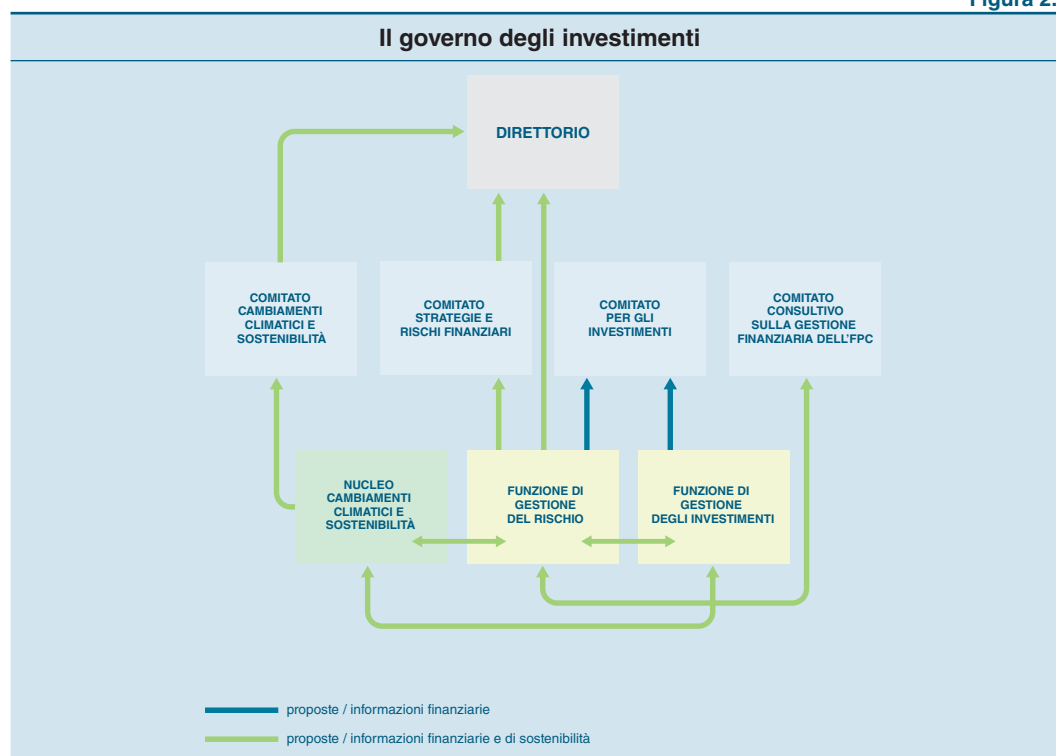 Figura 2.
Il governo degli investimenti
DIRETTORIO
COMITATO
CAMBIAMENTI
CLIMATICI E
SOSTENIBILITÀ
COMITATO
STRATEGIE E
RISCHI FINANZIARI
COMITATO
PER GLI
INVESTIMENTI
COMITATO
CONSULTIVO
SULLA GESTIONE
FINANZIARIA DELL'FPC
NUCLEO
CAMBIAMENTI
CLIMATICI E
SOSTENIBILITÀ
FUNZIONE DI
GESTIONE
DEL RISCHIO
FUNZIONE DI
GESTIONE
DEGLI INVESTIMENTI
proposte / informazioni finanziarie
proposte / informazioni finanziarie e di sostenibilità